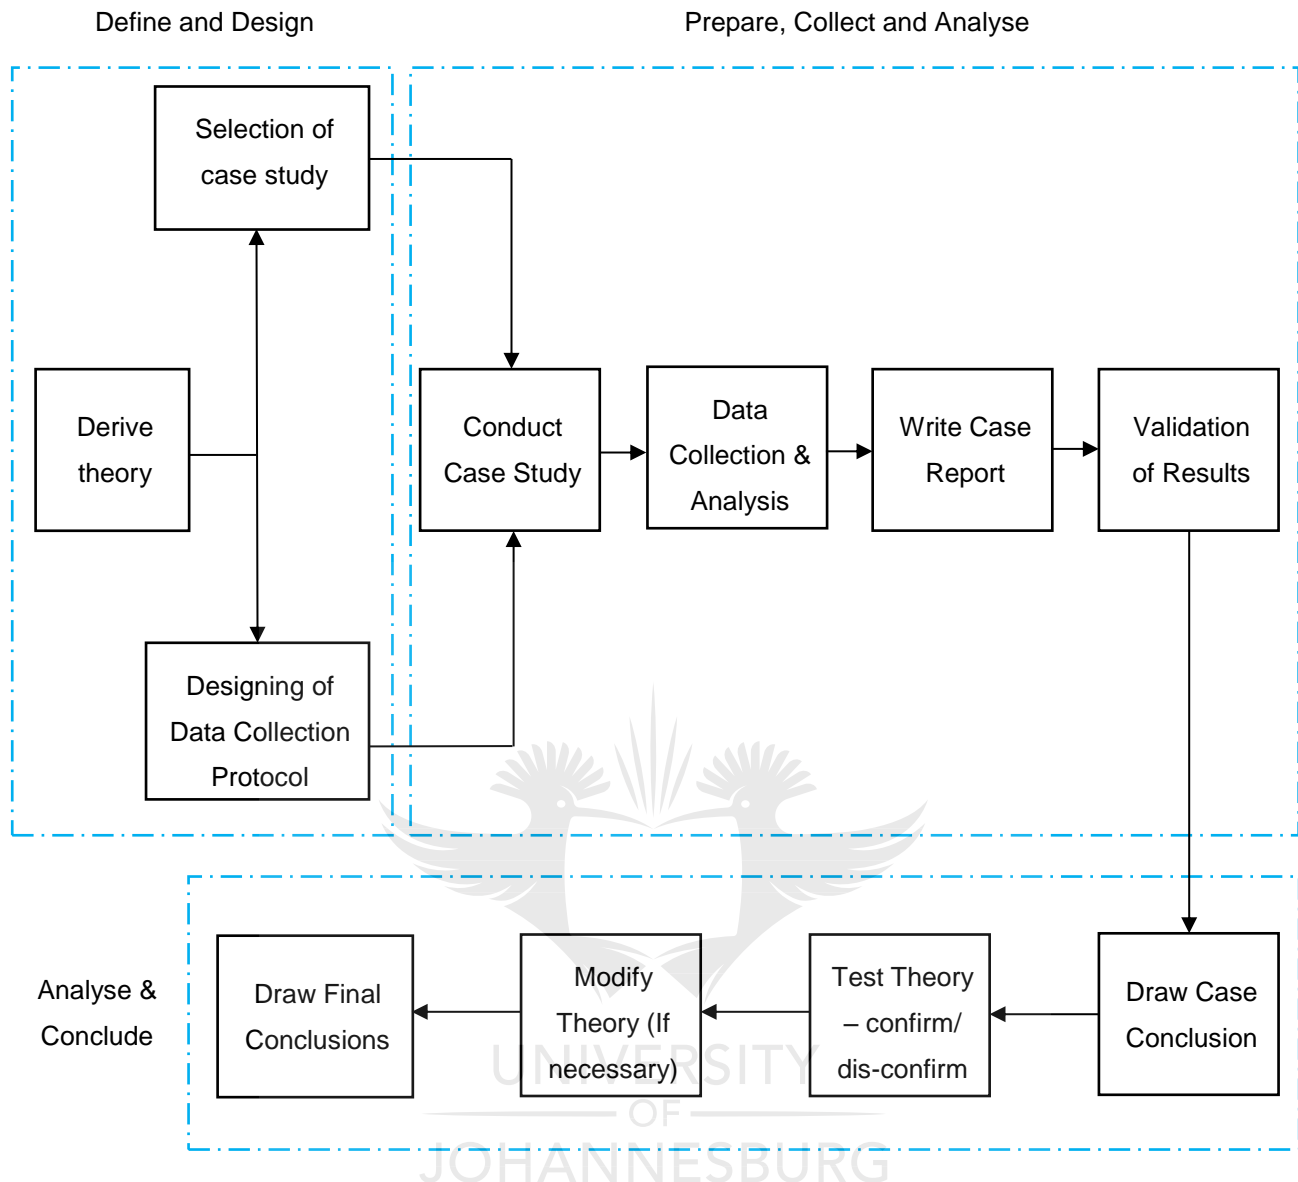 Define and Design
Prepare, Collect and Analyse
Selection of
case study
Derive
theory
Designing of
Data Collection
Protocol
Conduct
Case Study
Data
Collection &
Analysis
Write Case
Report
Validation
of Results
Analyse &
Conclude
Draw Final
Conclusions
Modify
Theory (If
necessary)
Test Theory
– confirm/
dis-confirm
Draw Case
Conclusion
UNIVERSITY
OF
JOHANNESBURG